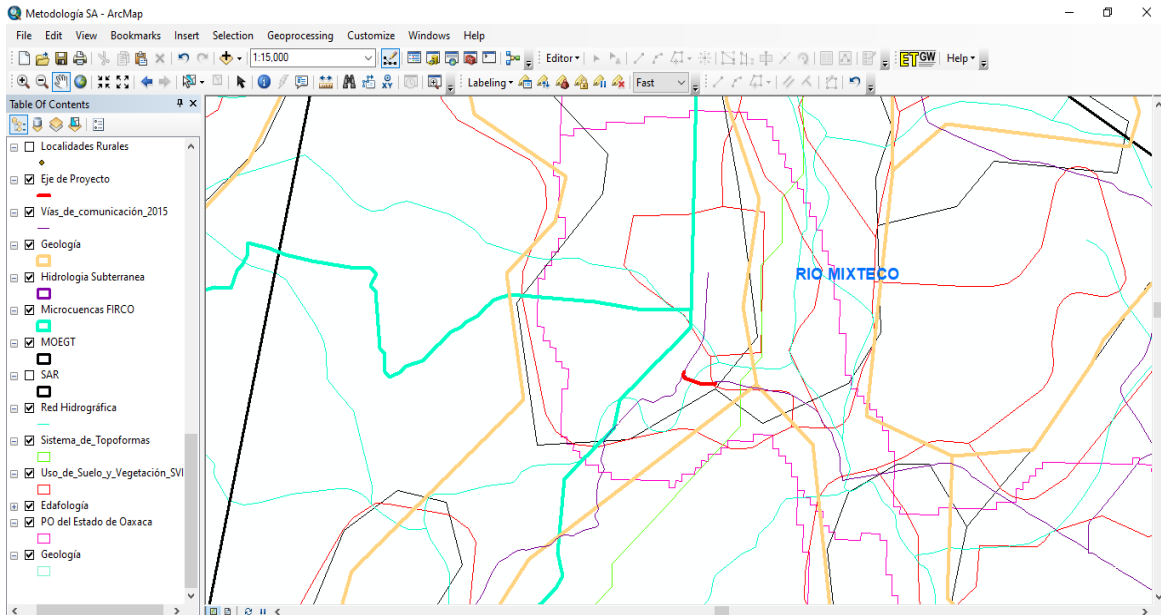 Metodología SA - ArcMap
File Edit View Bookmarks Insert Selection Geoprocessing Customize Windows Help
1:15,000 Editor ET GW Help
Labeling Fast
Table Of Contents
Localidades Rurales
Eje de Proyecto
Vías_de_comunicación_2015
Geología
Hidrologia Subterranea
Microcuencas FIRCO
MOEGT
SAR
Red Hidrográfica
Sistema_de_Topoformas
Uso_de_Suelo_y_Vegetación_SVI
Edafología
PO del Estado de Oaxaca
Geología
RIO MIXTECO